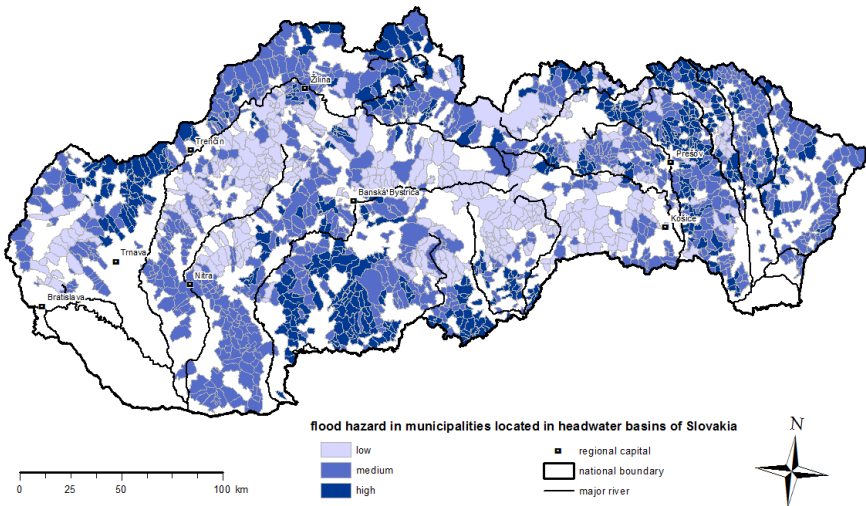 Žilina
Trenčín
Prešov
Banská Bystrica
Košice
Trnava
Nitra
Bratislava
flood hazard in municipalities located in headwater basins of Slovakia
low
medium
high
regional capital
national boundary
major river
N
0 25 50 100 km